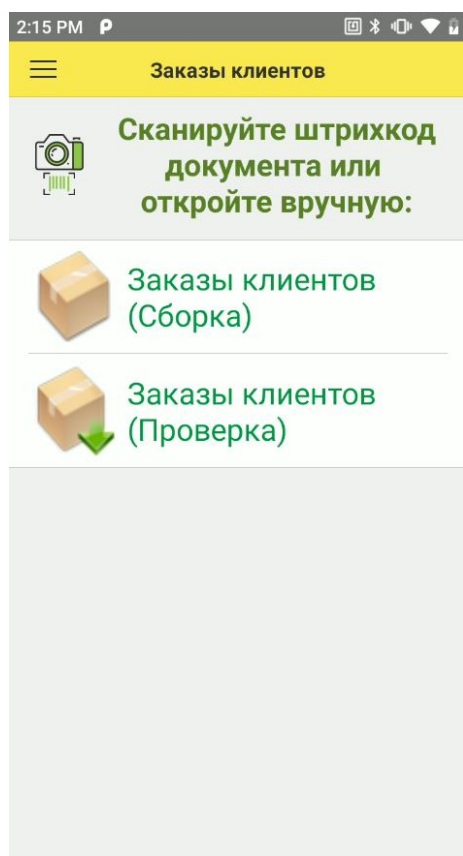 2:15 PM
Заказы клиентов
Сканируйте штрихкод
документа или
откройте вручную:
Заказы клиентов
(Сборка)
Заказы клиентов
(Проверка)